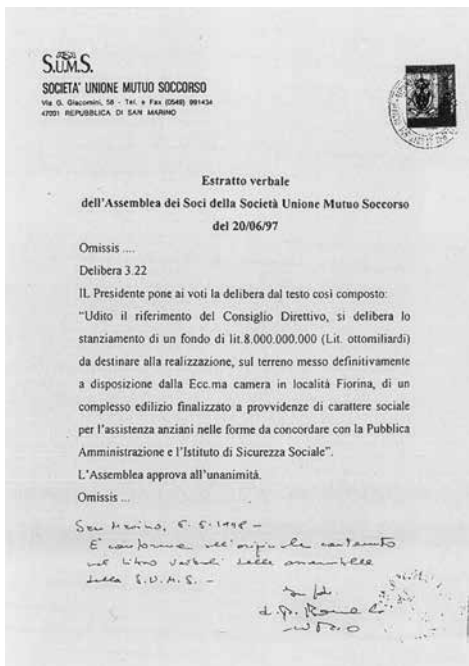 S.U.M.S.
SOCIETA' UNIONE MUTUO SOCCORSO
Via G. Giacomini, 58 - Tel. e Fax (0549) 991434
47031 REPUBBLICA DI SAN MARINO
Estratto verbale
dell'Assemblea dei Soci della Società Unione Mutuo Soccorso
del 20/06/97
Omissis ....
Delibera 3.22
IL Presidente pone ai voti la delibera dal testo così composto:
“Udito il riferimento del Consiglio Direttivo, si delibera lo
stanziamento di un fondo di lit.8.000.000.000 (Lit. ottomiliardi)
da destinare alla realizzazione, sul terreno messo definitivamente
a disposizione dalla Ecc.ma camera in località Fiorina, di un
complesso edilizio finalizzato a provvidenze di carattere sociale
per l'assistenza anziani nelle forme da concordare con la Pubblica
Amministrazione e l'Istituto di Sicurezza Sociale”.
L'Assemblea approva all'unanimità.
Omissis ...
San Marino,
E' conforme all'originale contenuto
nel libro verbali delle assemblee
della S.U.M.S. -